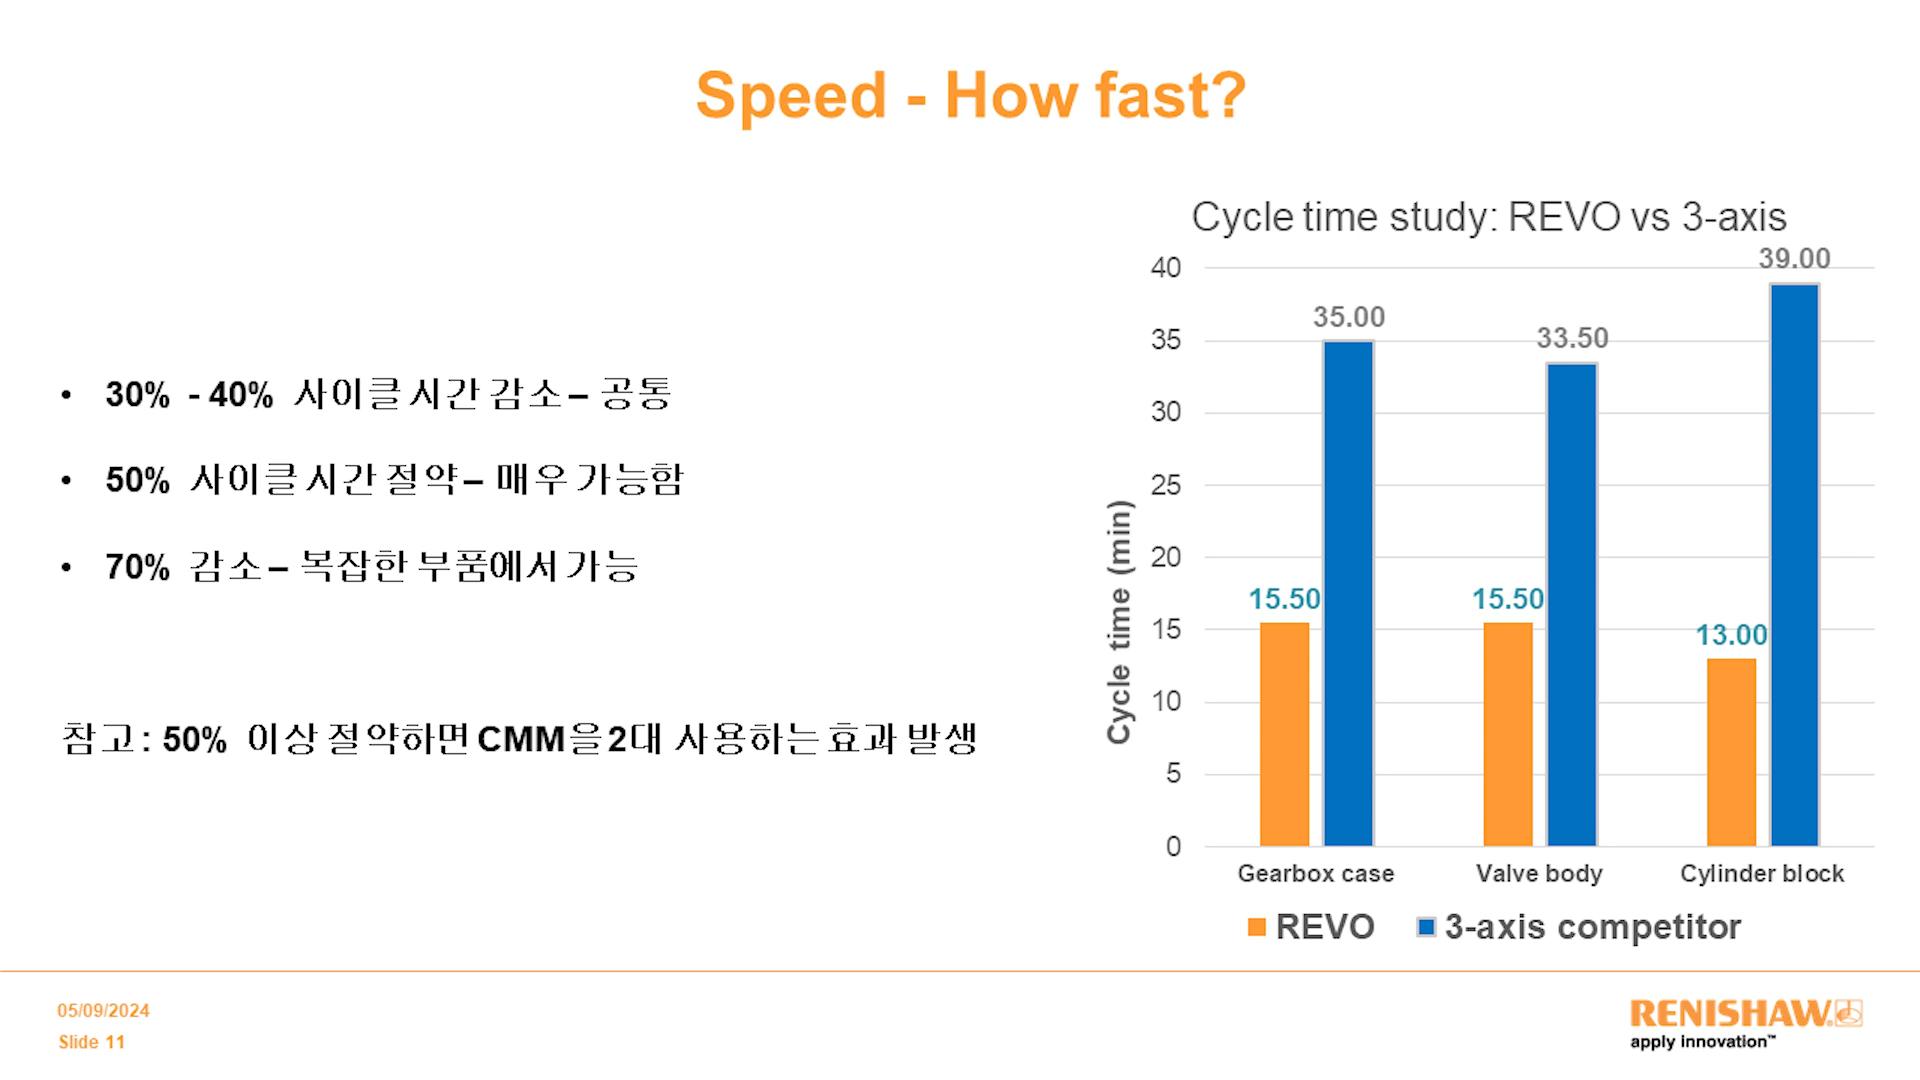 Speed - How fast?
• 30% - 40% 사이클 시간 감소 – 공통
• 50% 사이클 시간 절약 – 매우 가능함
• 70% 감소 – 복잡한 부품에서 가능
참고 : 50% 이상 절약하면 CMM을 2대 사용하는 효과 발생
Cycle time study: REVO vs 3-axis
Cycle time (min)
40
35
30
25
20
15
10
5
0
15.50
35.00
15.50
33.50
13.00
39.00
Gearbox case
Valve body
Cylinder block
REVO
3-axis competitor
05/09/2024
Slide 11
RENISHAW.
apply innovation™